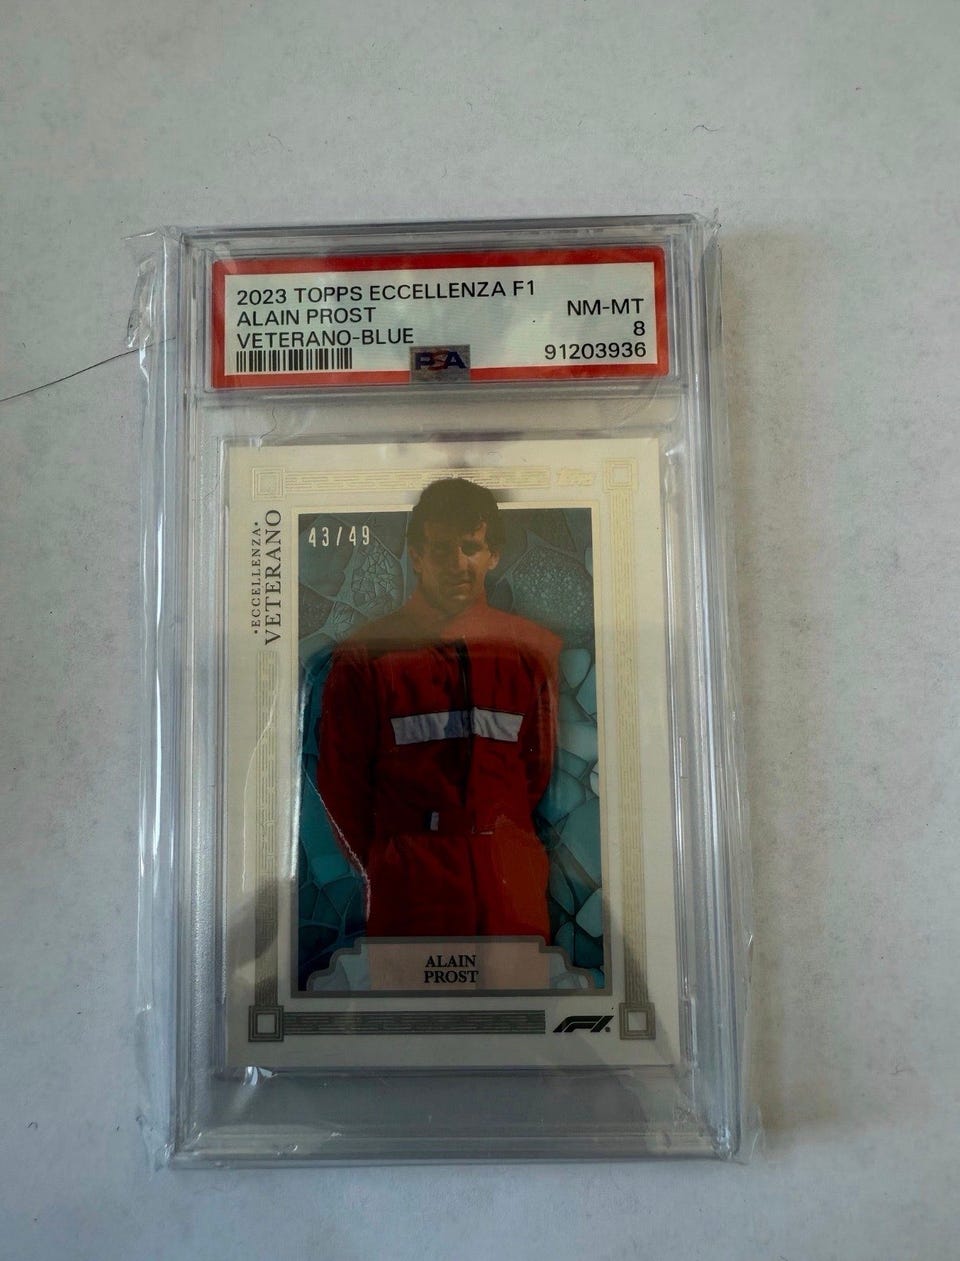 2023 TOPPS ECCELLENZA F1
ALAIN PROST
NM-MT
VETERANO-BLUE
8
PSA
91203936
Topps
43/49
•ECCELLENZA•
VETERANO
ALAIN
PROST
F1